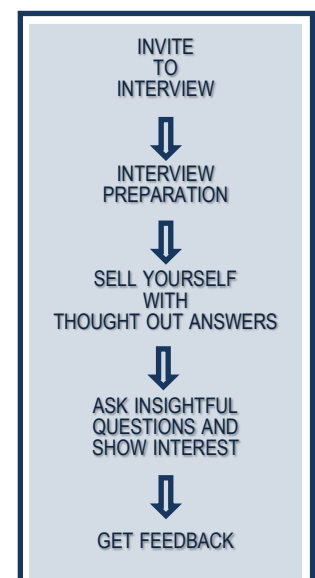 INVITE
TO
INTERVIEW
INTERVIEW
PREPARATION
SELL YOURSELF
WITH
THOUGHT OUT ANSWERS
ASK INSIGHTFUL
QUESTIONS AND
SHOW INTEREST
GET FEEDBACK